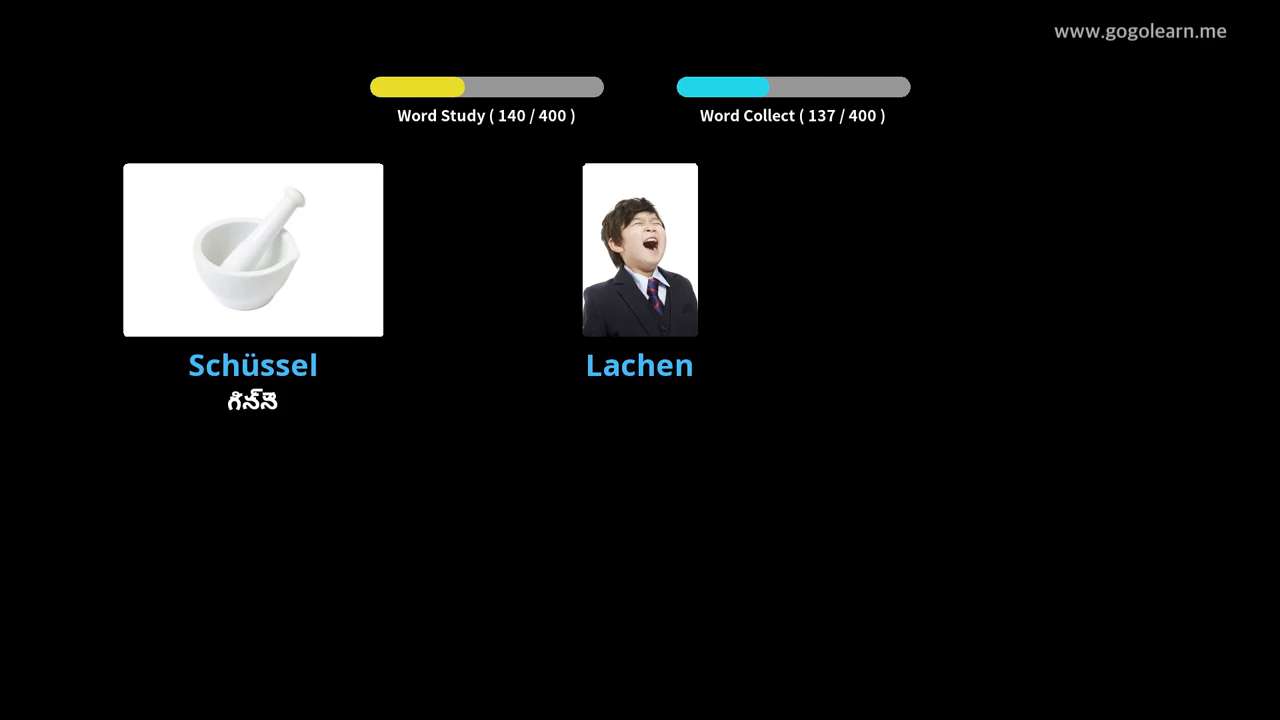 www.gogolearn.me
Word Study ( 140 / 400 )
Word Collect ( 137 / 400 )
Schüssel
గిన్నె
Lachen